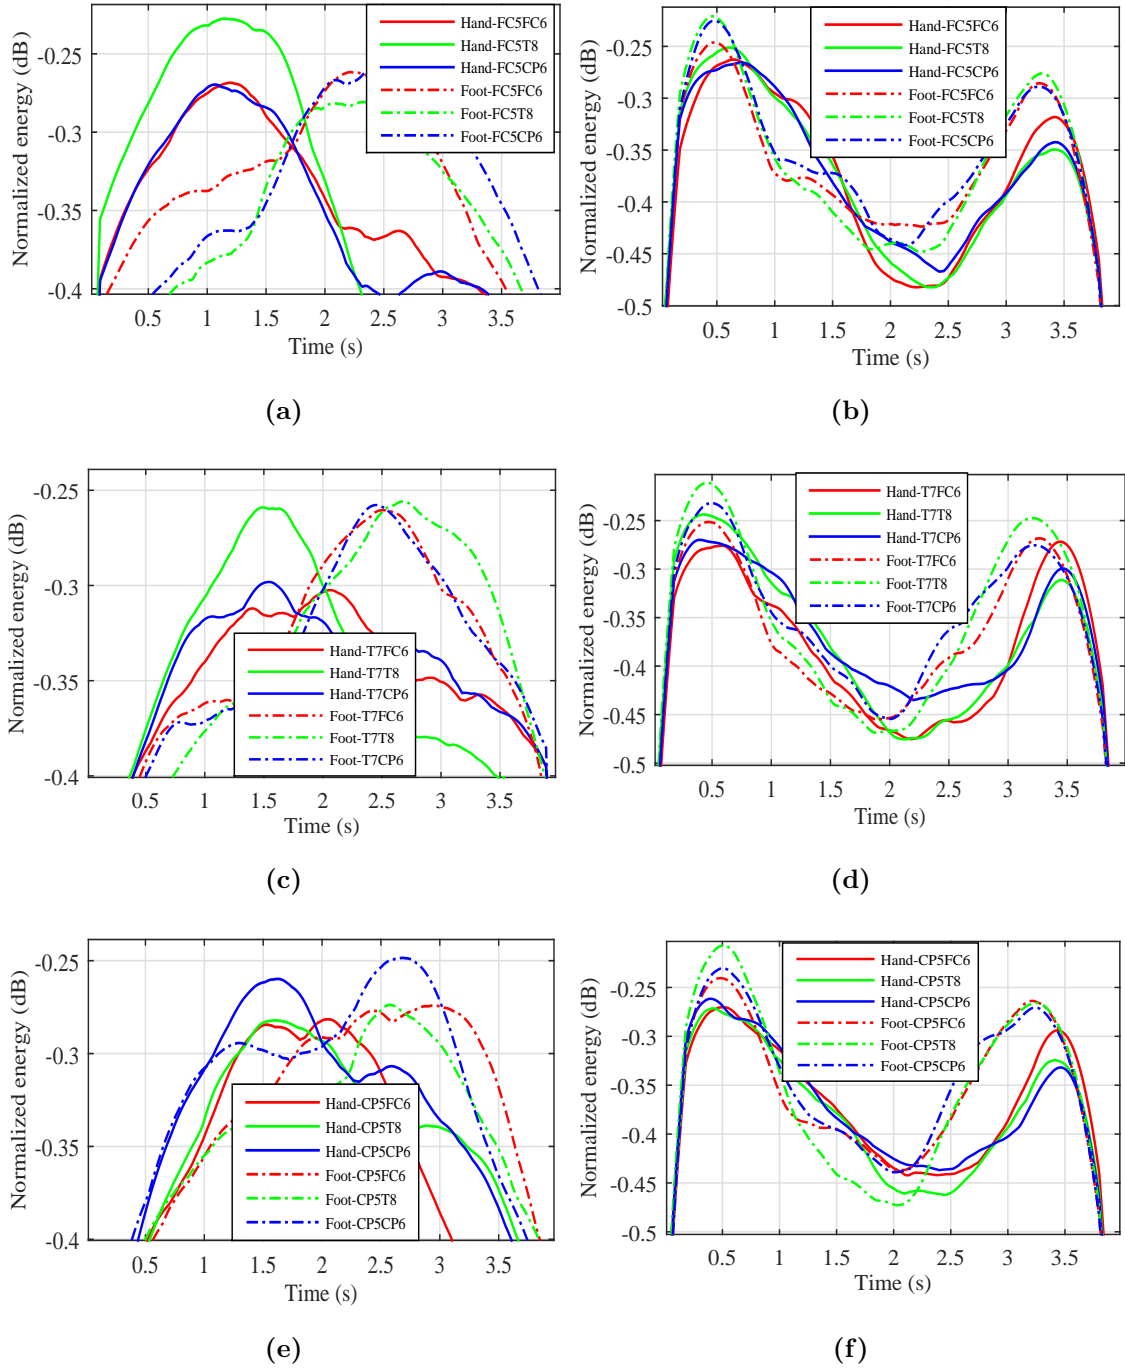 Normalized energy (dB)
-0.25
-0.3
-0.35
-0.4
0.5 1 1.5 2 2.5 3 3.5
Time (s)
Hand-FC5FC6
Hand-FC5T8
Hand-FC5CP6
Foot-FC5FC6
Foot-FC5T8
Foot-FC5CP6
(a)
Normalized energy (dB)
-0.25
-0.3
-0.35
-0.4
-0.45
-0.5
0.5 1 1.5 2 2.5 3 3.5
Time (s)
Hand-FC5FC6
Hand-FC5T8
Hand-FC5CP6
Foot-FC5FC6
Foot-FC5T8
Foot-FC5CP6
(b)
Normalized energy (dB)
-0.25
-0.3
-0.35
-0.4
0.5 1 1.5 2 2.5 3 3.5
Time (s)
Hand-T7FC6
Hand-T7T8
Hand-T7CP6
Foot-T7FC6
Foot-T7T8
Foot-T7CP6
(c)
Normalized energy (dB)
-0.25
-0.3
-0.35
-0.4
-0.45
-0.5
0.5 1 1.5 2 2.5 3 3.5
Time (s)
Hand-T7FC6
Hand-T7T8
Hand-T7CP6
Foot-T7FC6
Foot-T7T8
Foot-T7CP6
(d)
Normalized energy (dB)
-0.25
-0.3
-0.35
-0.4
0.5 1 1.5 2 2.5 3 3.5
Time (s)
Hand-CP5FC6
Hand-CP5T8
Hand-CP5CP6
Foot-CP5FC6
Foot-CP5T8
Foot-CP5CP6
(e)
Normalized energy (dB)
-0.25
-0.3
-0.35
-0.4
-0.45
-0.5
0.5 1 1.5 2 2.5 3 3.5
Time (s)
Hand-CP5FC6
Hand-CP5T8
Hand-CP5CP6
Foot-CP5FC6
Foot-CP5T8
Foot-CP5CP6
(f)